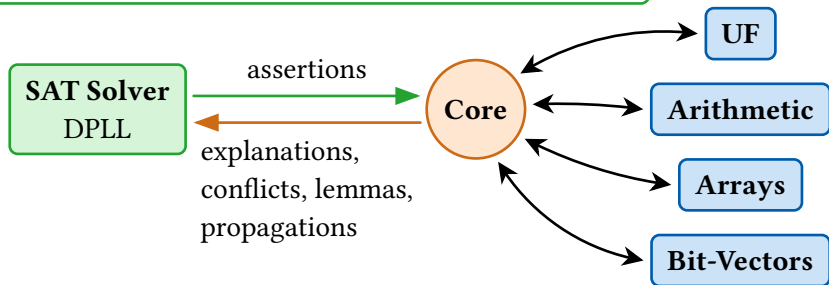 SAT Solver
DPLL
assertions
explanations,
conflicts, lemmas,
propagations
Core
UF
Arithmetic
Arrays
Bit-Vectors